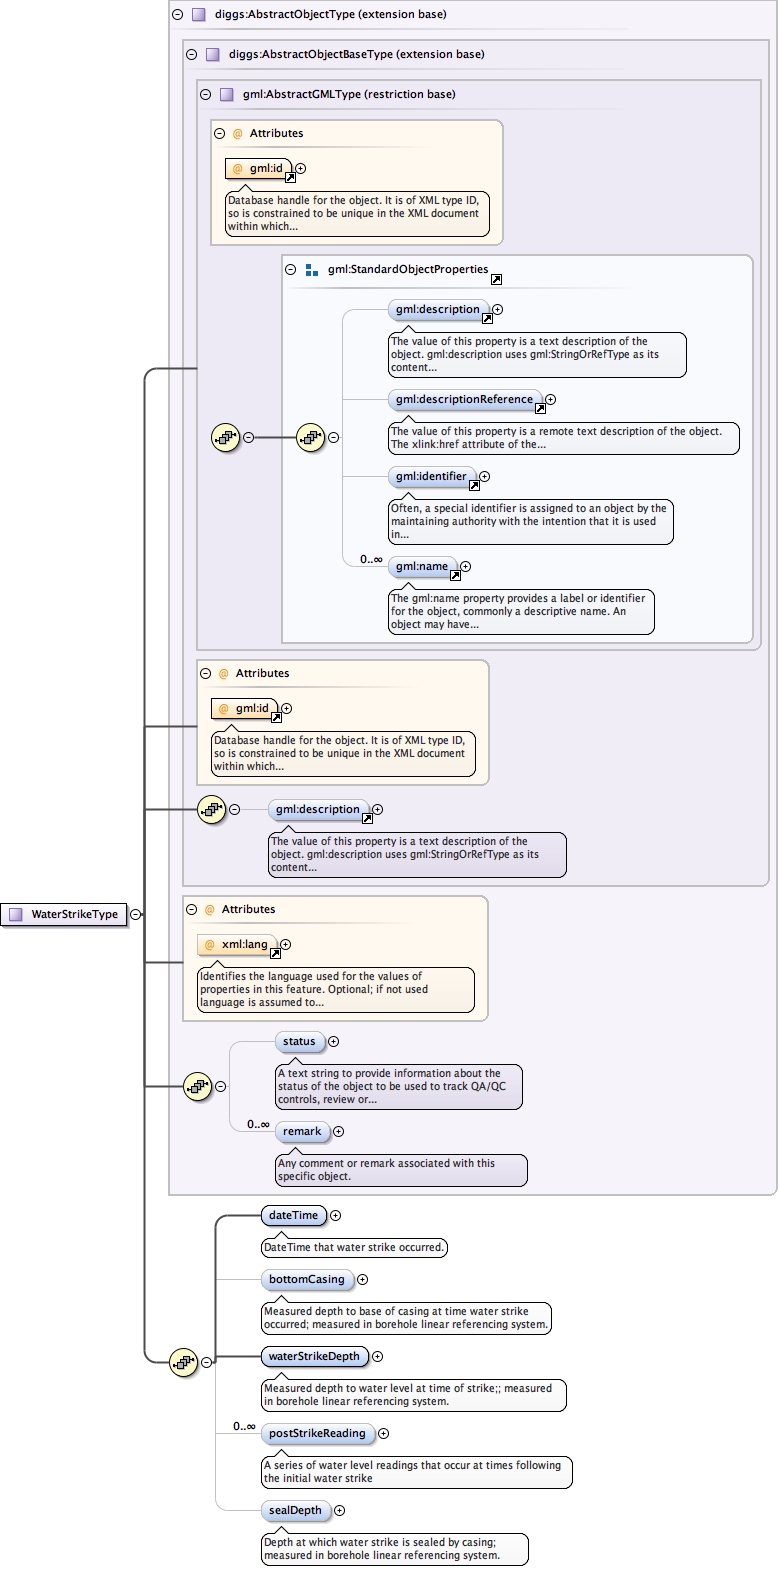 diggs:AbstractObjectType (extension base)
diggs:AbstractObjectBaseType (extension base)
gml:AbstractGMLType (restriction base)
@ Attributes
@ gml:id
Database handle for the object. It is of XML type ID,
so is constrained to be unique in the XML document
within which...
gml:StandardObjectProperties
gml:description
The value of this property is a text description of the
object. gml:description uses gml:StringOrRefType as its
content...
gml:descriptionReference
The value of this property is a remote text description of the object.
The xlink:href attribute of the...
gml:identifier
Often, a special identifier is assigned to an object by the
maintaining authority with the intention that it is used
in...
0..∞
gml:name
The gml:name property provides a label or identifier
for the object, commonly a descriptive name. An
object may have...
@ Attributes
@ gml:id
Database handle for the object. It is of XML type ID,
so is constrained to be unique in the XML document
within which...
gml:description
The value of this property is a text description of the
object. gml:description uses gml:StringOrRefType as its
content...
WaterStrikeType
@ Attributes
@ xml:lang
Identifies the language used for the values of
properties in this feature. Optional; if not used
language is assumed to...
status
A text string to provide information about the
status of the object to be used to track QA/QC
controls, review or...
0..∞
remark
Any comment or remark associated with this
specific object.
dateTime
DateTime that water strike occurred.
bottomCasing
Measured depth to base of casing at time water strike
occurred; measured in borehole linear referencing system.
waterStrikeDepth
Measured depth to water level at time of strike;; measured
in borehole linear referencing system.
0..∞
postStrikeReading
A series of water level readings that occur at times following
the initial water strike
sealDepth
Depth at which water strike is sealed by casing;
measured in borehole linear referencing system.